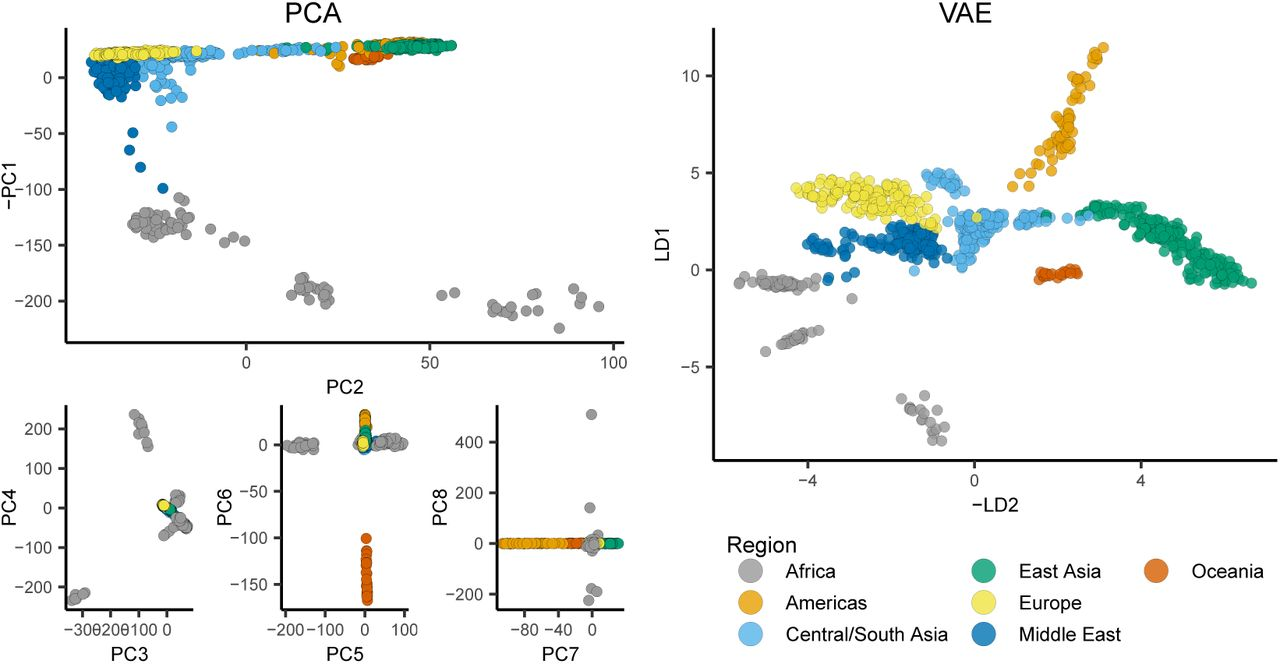 PCA
VAE
0
−50
−100
−150
−200
−PC1
0
50
100
PC2
10
5
0
−5
LD1
−4
0
4
−LD2
200
100
0
−100
−200
PC4
−300−200−100 0
PC3
0
−50
−100
−150
PC6
−200 −100 0 100
PC5
400
200
0
−200
PC8
−80 −40 0
PC7
Region
Africa
East Asia
Oceania
Americas
Europe
Central/South Asia
Middle East